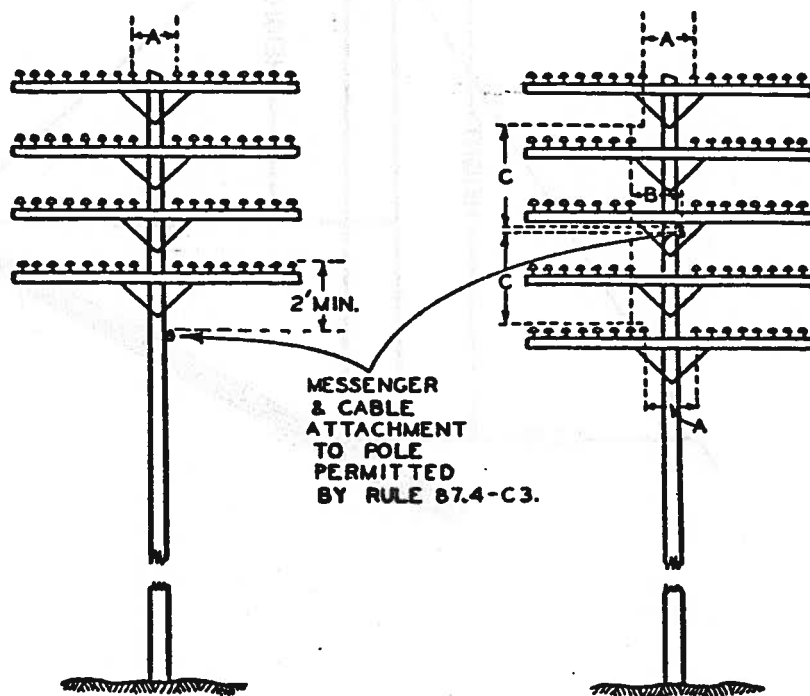 A
A
C
B
C
2'MIN.
MESSENGER
& CABLE
ATTACHMENT
TO POLE
PERMITTED
BY RULE 87.4-C3.
A